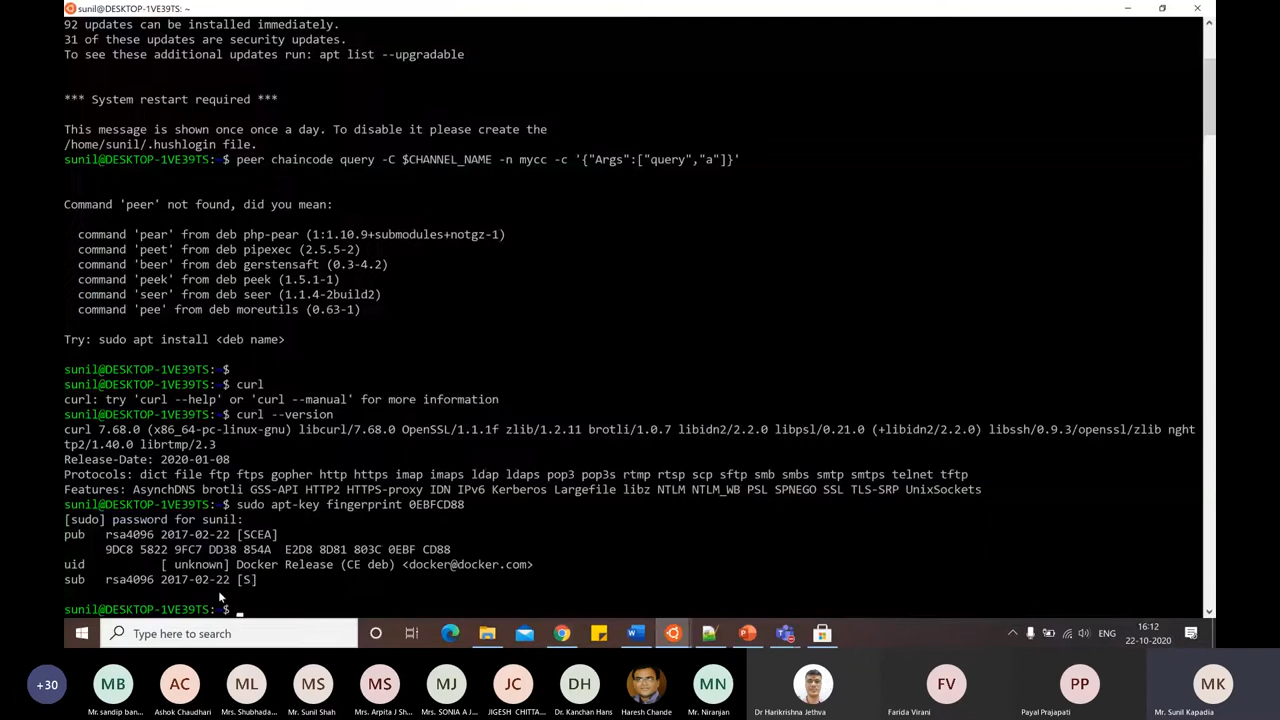 sunil@DESKTOP-1VE39TS: ~
92 updates can be installed immediately.
31 of these updates are security updates.
To see these additional updates run: apt list --upgradable
*** System restart required ***
This message is shown once once a day. To disable it please create the
/home/sunil/.hushlogin file.
sunil@DESKTOP-1VE39TS:~$ peer chaincode query -C $CHANNEL_NAME -n mycc -c '{"Args":["query","a"]}'
Command 'peer' not found, did you mean:
command 'pear' from deb php-pear (1:1.10.9+submodules+notgz-1)
command 'peet' from deb pipexec (2.5.5-2)
command 'beer' from deb gerstensaft (0.3-4.2)
command 'peek' from deb peek (1.5.1-1)
command 'seer' from deb seer (1.1.4-2build2)
command 'pee' from deb moreutils (0.63-1)
Try: sudo apt install <deb name>
sunil@DESKTOP-1VE39TS:~$
sunil@DESKTOP-1VE39TS:~$ curl
curl: try 'curl --help' or 'curl --manual' for more information
sunil@DESKTOP-1VE39TS:~$ curl --version
curl 7.68.0 (x86_64-pc-linux-gnu) libcurl/7.68.0 OpenSSL/1.1.1f zlib/1.2.11 brotli/1.0.7 libidn2/2.2.0 libpsl/0.21.0 (+libidn2/2.2.0) libssh/0.9.3/openssl/zlib nght
tp2/1.40.0 librtmp/2.3
Release-Date: 2020-01-08
Protocols: dict file ftp ftps gopher http https imap imaps ldap ldaps pop3 pop3s rtmp rtsp scp sftp smb smbs smtp smtps telnet tftp
Features: AsynchDNS brotli GSS-API HTTP2 HTTPS-proxy IDN IPv6 Kerberos Largefile libz NTLM NTLM_WB PSL SPNEGO SSL TLS-SRP UnixSockets
sunil@DESKTOP-1VE39TS:~$ sudo apt-key fingerprint 0EBFCD88
[sudo] password for sunil:
pub rsa4096 2017-02-22 [SCEA]
9DC8 5822 9FC7 DD38 854A E2D8 8D81 803C 0EBF CD88
uid [ unknown] Docker Release (CE deb) <docker@docker.com>
sub rsa4096 2017-02-22 [S]
sunil@DESKTOP-1VE39TS:~$
Type here to search
ENG
16:12
22-10-2020
+30 MB AC ML MS MS MJ JC DH MN FV PP MK
Mr. sandip ban... Ashok Chaudhari Mrs. Shubhada... Mr. Sunil Shah Mrs. Arpita J Sh... Mrs. SONIA A J... JIGESH CHITTA... Dr. Kanchan Hans Haresh Chande Mr. Niranjan Dr Harikrishna Jethva Farida Virani Payal Prajapati Mr. Sunil Kapadia